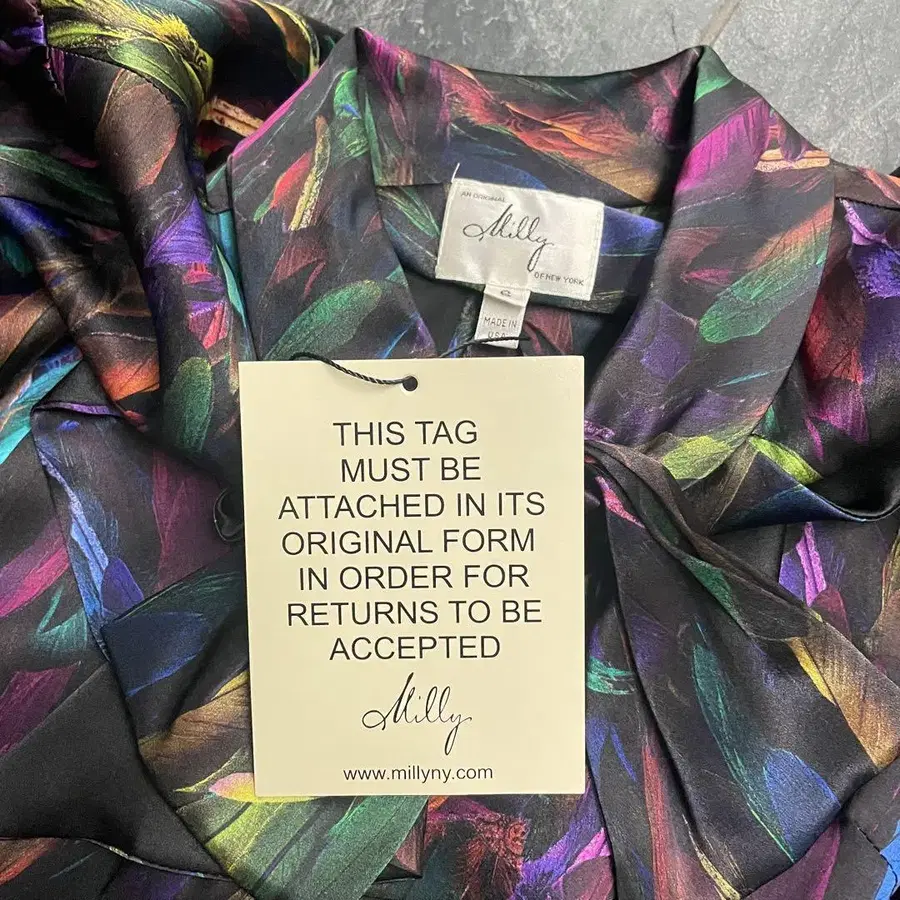 AN ORIGINAL
Milly
OF NEW YORK
MADE IN
USA
THIS TAG
MUST BE
ATTACHED IN ITS
ORIGINAL FORM
IN ORDER FOR
RETURNS TO BE
ACCEPTED
Milly
www.millyny.com